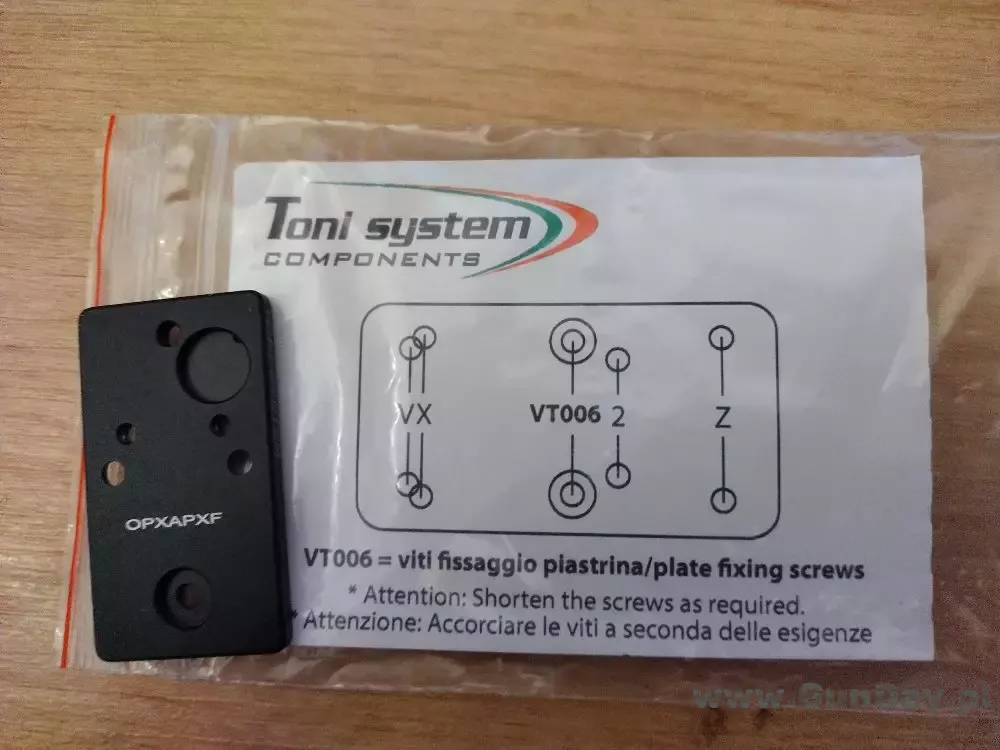 Toni system
COMPONENTS
VX VT006 2 Z
OPXAPXF
VT006 = viti fissaggio piastrina/plate fixing screws
* Attention: Shorten the screws as required.
* Attenzione: Accorciare le viti a seconda delle esigenze
www.GunDay.pl